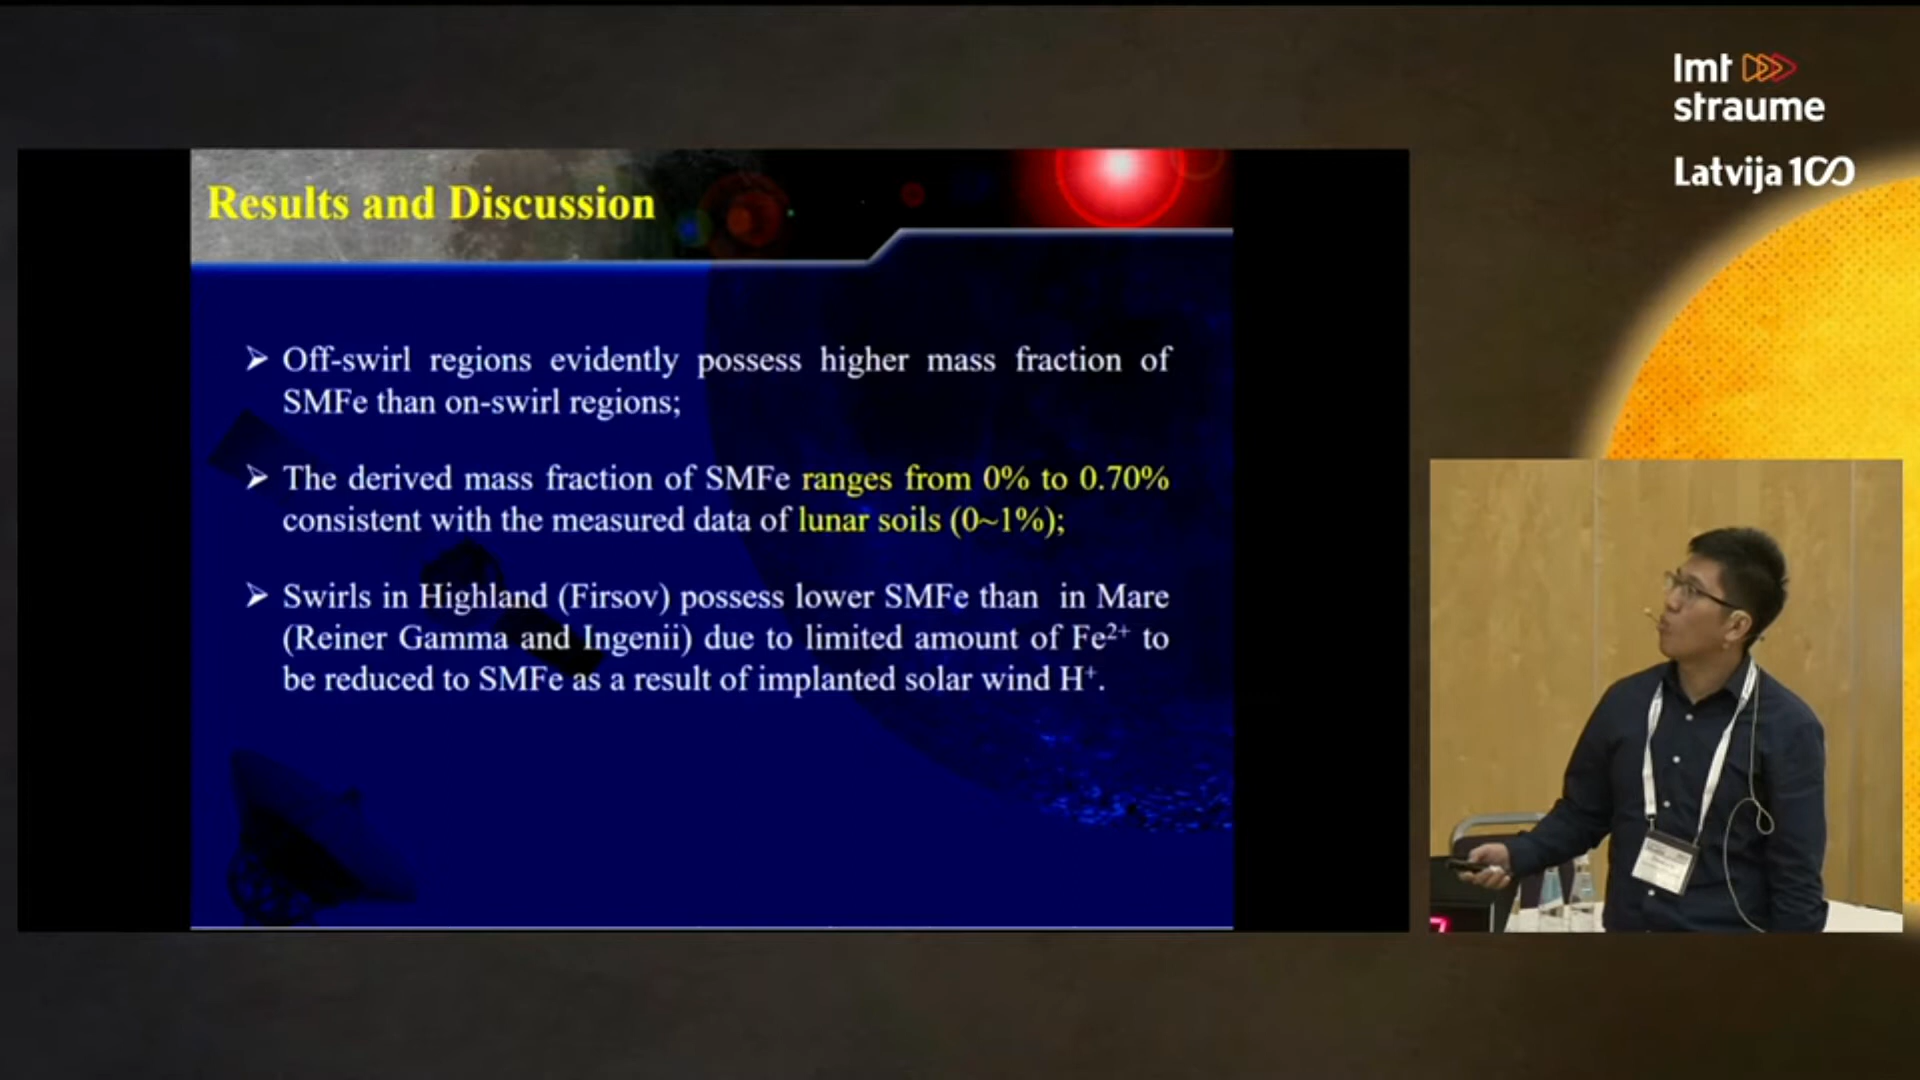 lmt
straume
Latvija 100
Results and Discussion
Off-swirl regions evidently possess higher mass fraction of
SMFe than on-swirl regions;
The derived mass fraction of SMFe ranges from 0% to 0.70%
consistent with the measured data of lunar soils (0~1%);
Swirls in Highland (Firsov) possess lower SMFe than in Mare
(Reiner Gamma and Ingenii) due to limited amount of Fe²⁺ to
be reduced to SMFe as a result of implanted solar wind H⁺.